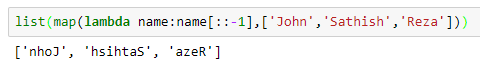 list(map(lambda name:name[::-1],['John','Sathish','Reza']))
['nhoJ', 'hsihtaS', 'azeR']